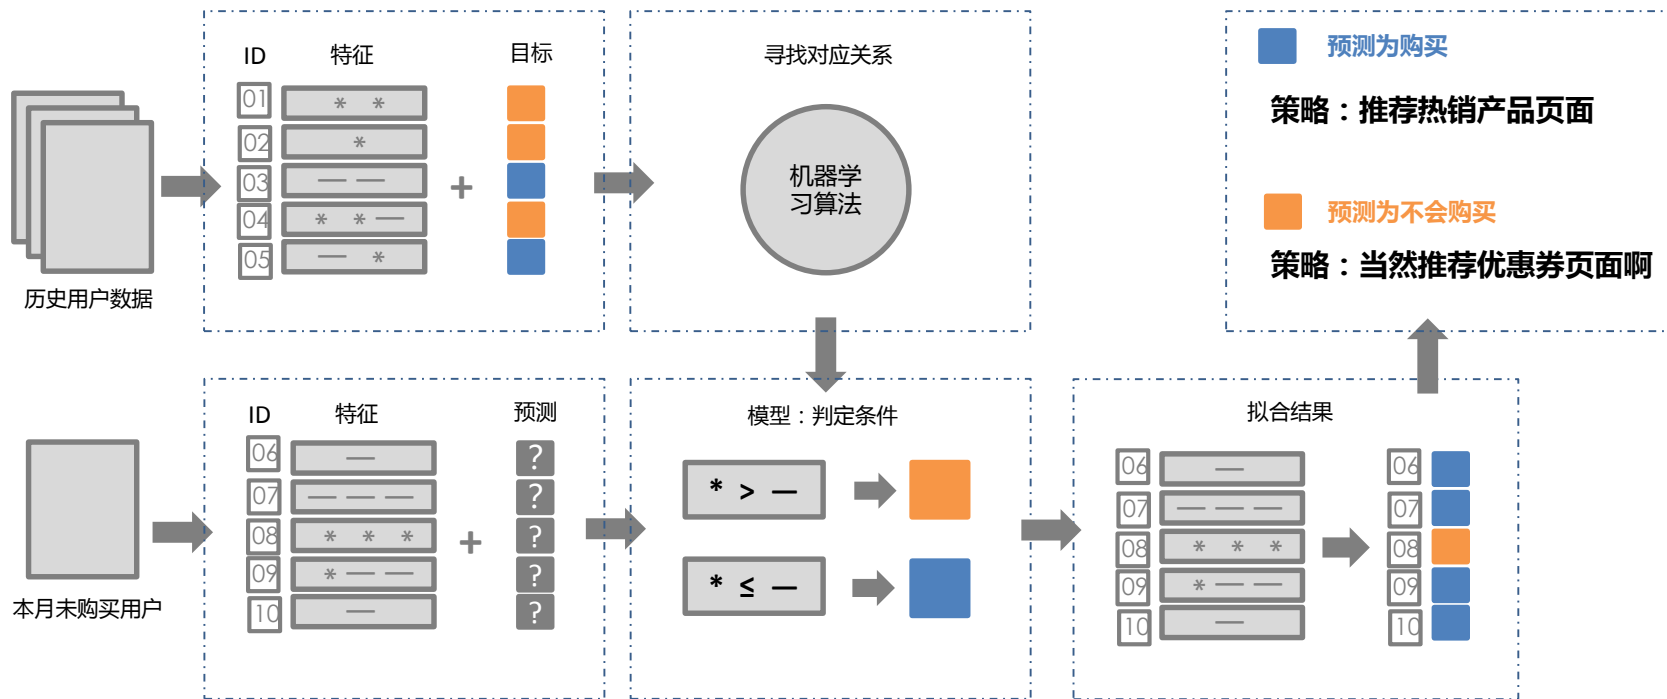 ID 特征 目标
01 * *
02 *
03 — —
04 * * —
05 — *
+
历史用户数据
寻找对应关系
机器学
习算法
预测为购买
策略：推荐热销产品页面
预测为不会购买
策略：当然推荐优惠券页面啊
ID 特征 预测
06 — ?
07 — — — ?
08 * * * ?
09 * — — ?
10 — ?
+
本月未购买用户
模型：判定条件
* > —
* ≤ —
拟合结果
06 — 06
07 — — — 07
08 * * * 08
09 * — — 09
10 — 10